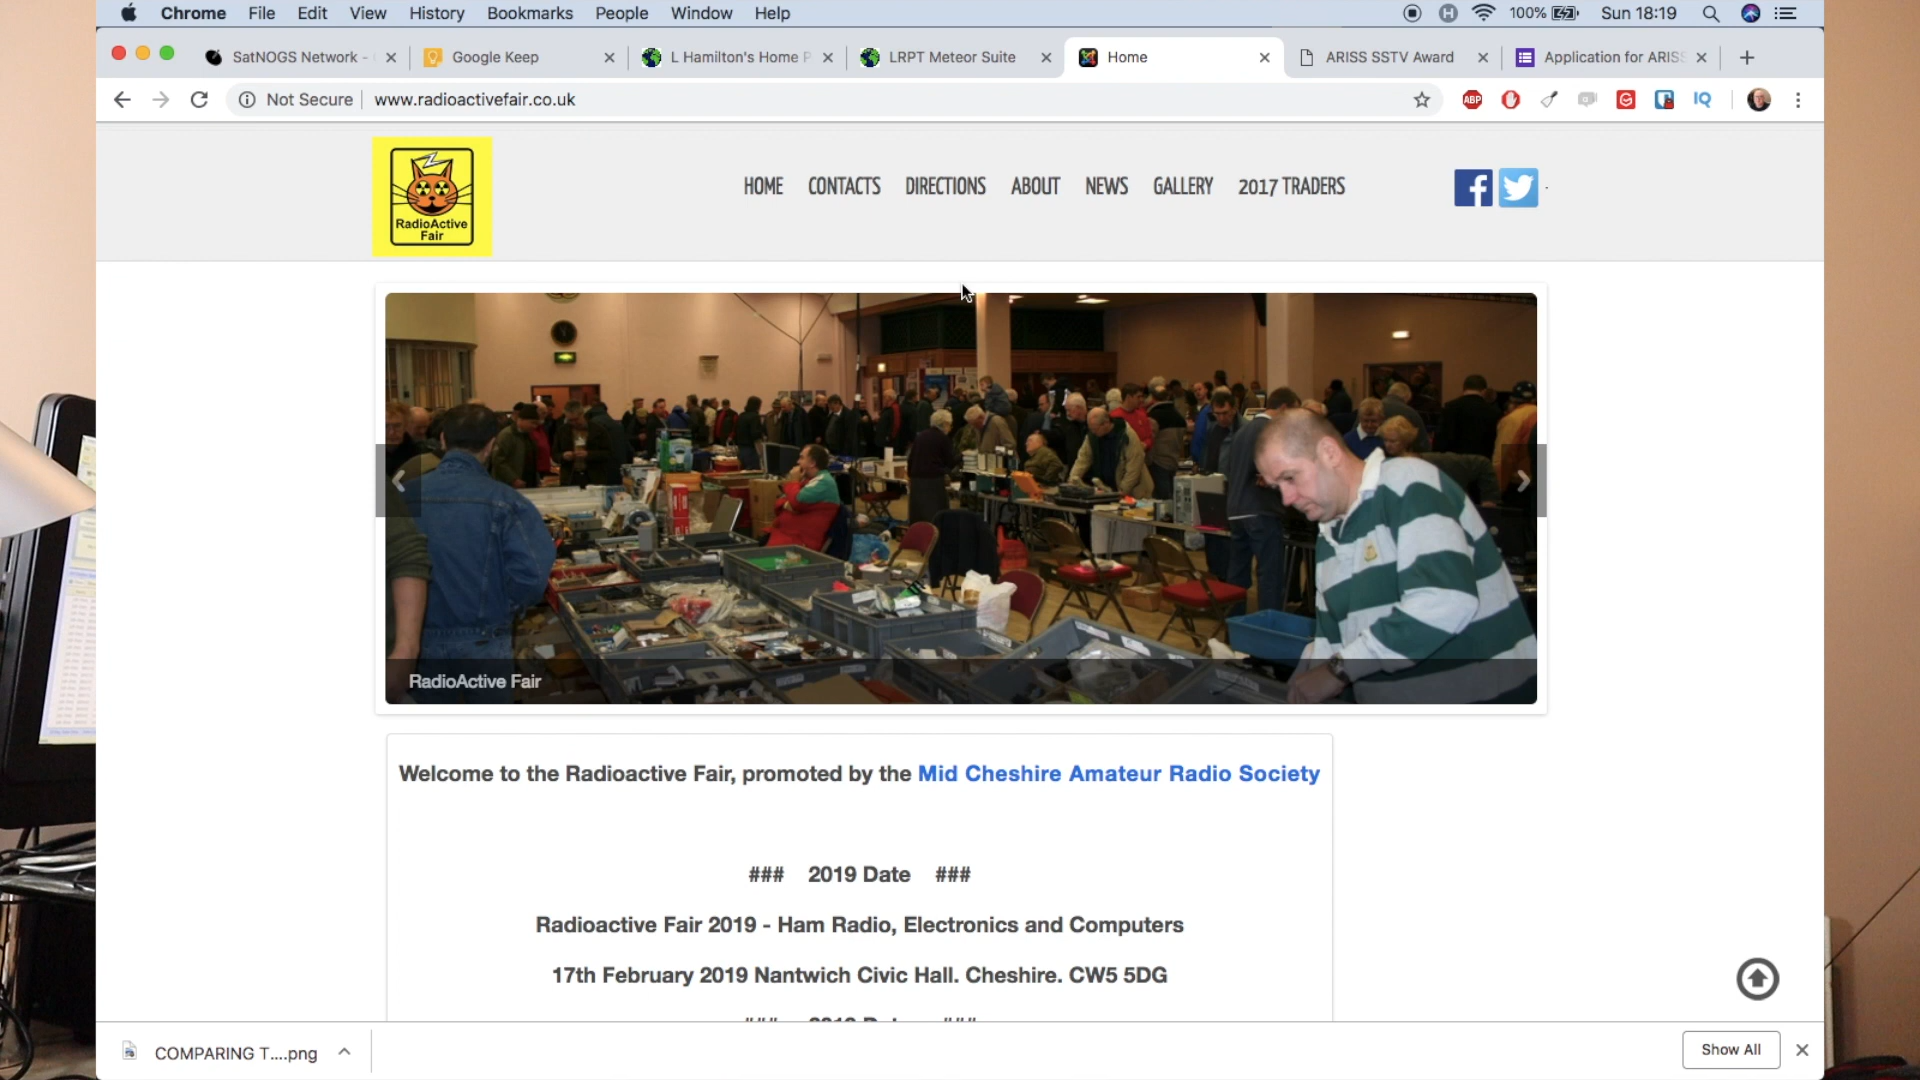 Chrome File Edit View History Bookmarks People Window Help 100% Sun 18:19
SatNOGS Network - Google Keep L Hamilton's Home P LRPT Meteor Suite Home ARISS SSTV Award Application for ARISS
Not Secure www.radioactivefair.co.uk ABP IQ
RadioActive
Fair
HOME CONTACTS DIRECTIONS ABOUT NEWS GALLERY 2017 TRADERS
RadioActive Fair
Welcome to the Radioactive Fair, promoted by the Mid Cheshire Amateur Radio Society
### 2019 Date ###
Radioactive Fair 2019 - Ham Radio, Electronics and Computers
17th February 2019 Nantwich Civic Hall. Cheshire. CW5 5DG
COMPARING T....png Show All